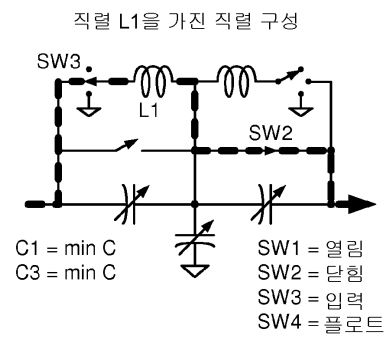 직렬 L1을 가진 직렬 구성
SW3
L1
SW2
C1 = min C
C3 = min C
SW1 = 열림
SW2 = 닫힘
SW3 = 입력
SW4 = 플로트